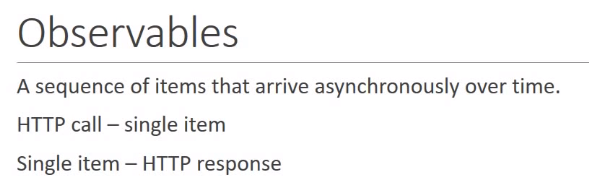 Observables
A sequence of items that arrive asynchronously over time.
HTTP call – single item
Single item – HTTP response